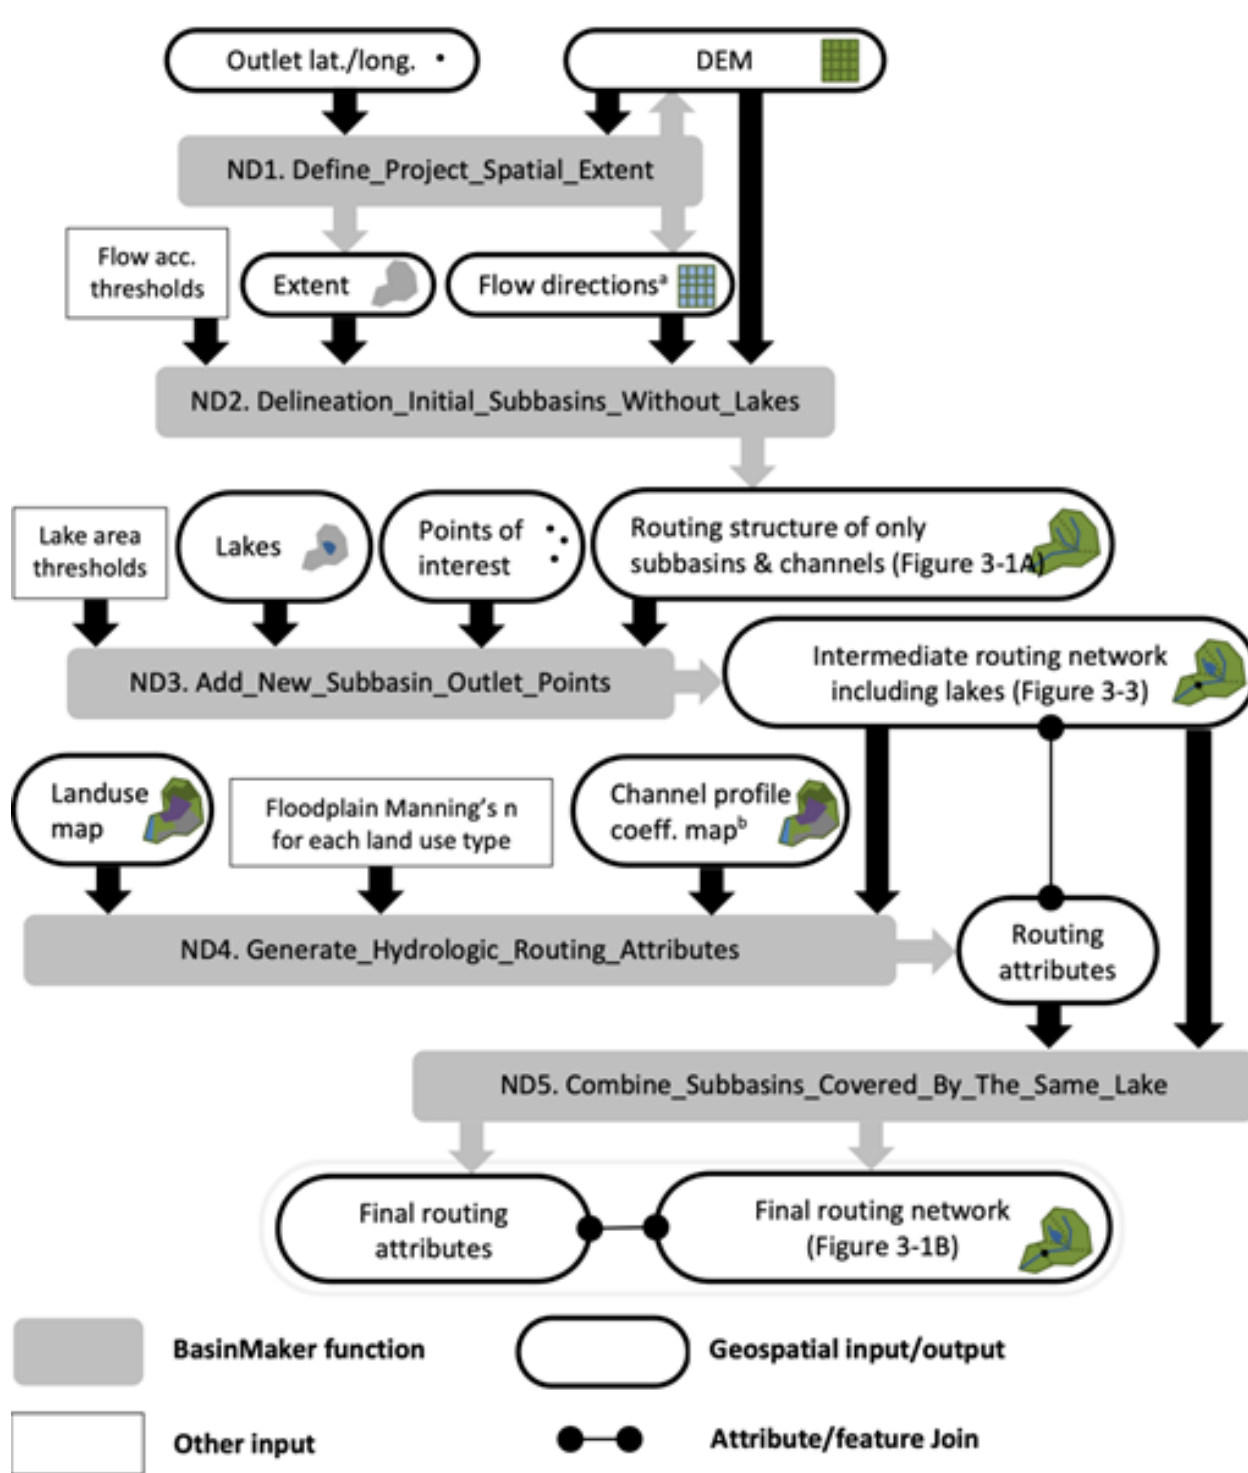 Outlet lat./long.
DEM
ND1. Define_Project_Spatial_Extent
Flow acc.
thresholds
Extent
Flow directionsᵃ
ND2. Delineation_Initial_Subbasins_Without_Lakes
Lake area
thresholds
Lakes
Points of
interest
Routing structure of only
subbasins & channels (Figure 3-1A)
ND3. Add_New_Subbasin_Outlet_Points
Intermediate routing network
including lakes (Figure 3-3)
Landuse
map
Floodplain Manning's n
for each land use type
Channel profile
coeff. mapᵇ
ND4. Generate_Hydrologic_Routing_Attributes
Routing
attributes
ND5. Combine_Subbasins_Covered_By_The_Same_Lake
Final routing
attributes
Final routing network
(Figure 3-1B)
BasinMaker function
Geospatial input/output
Other input
Attribute/feature Join